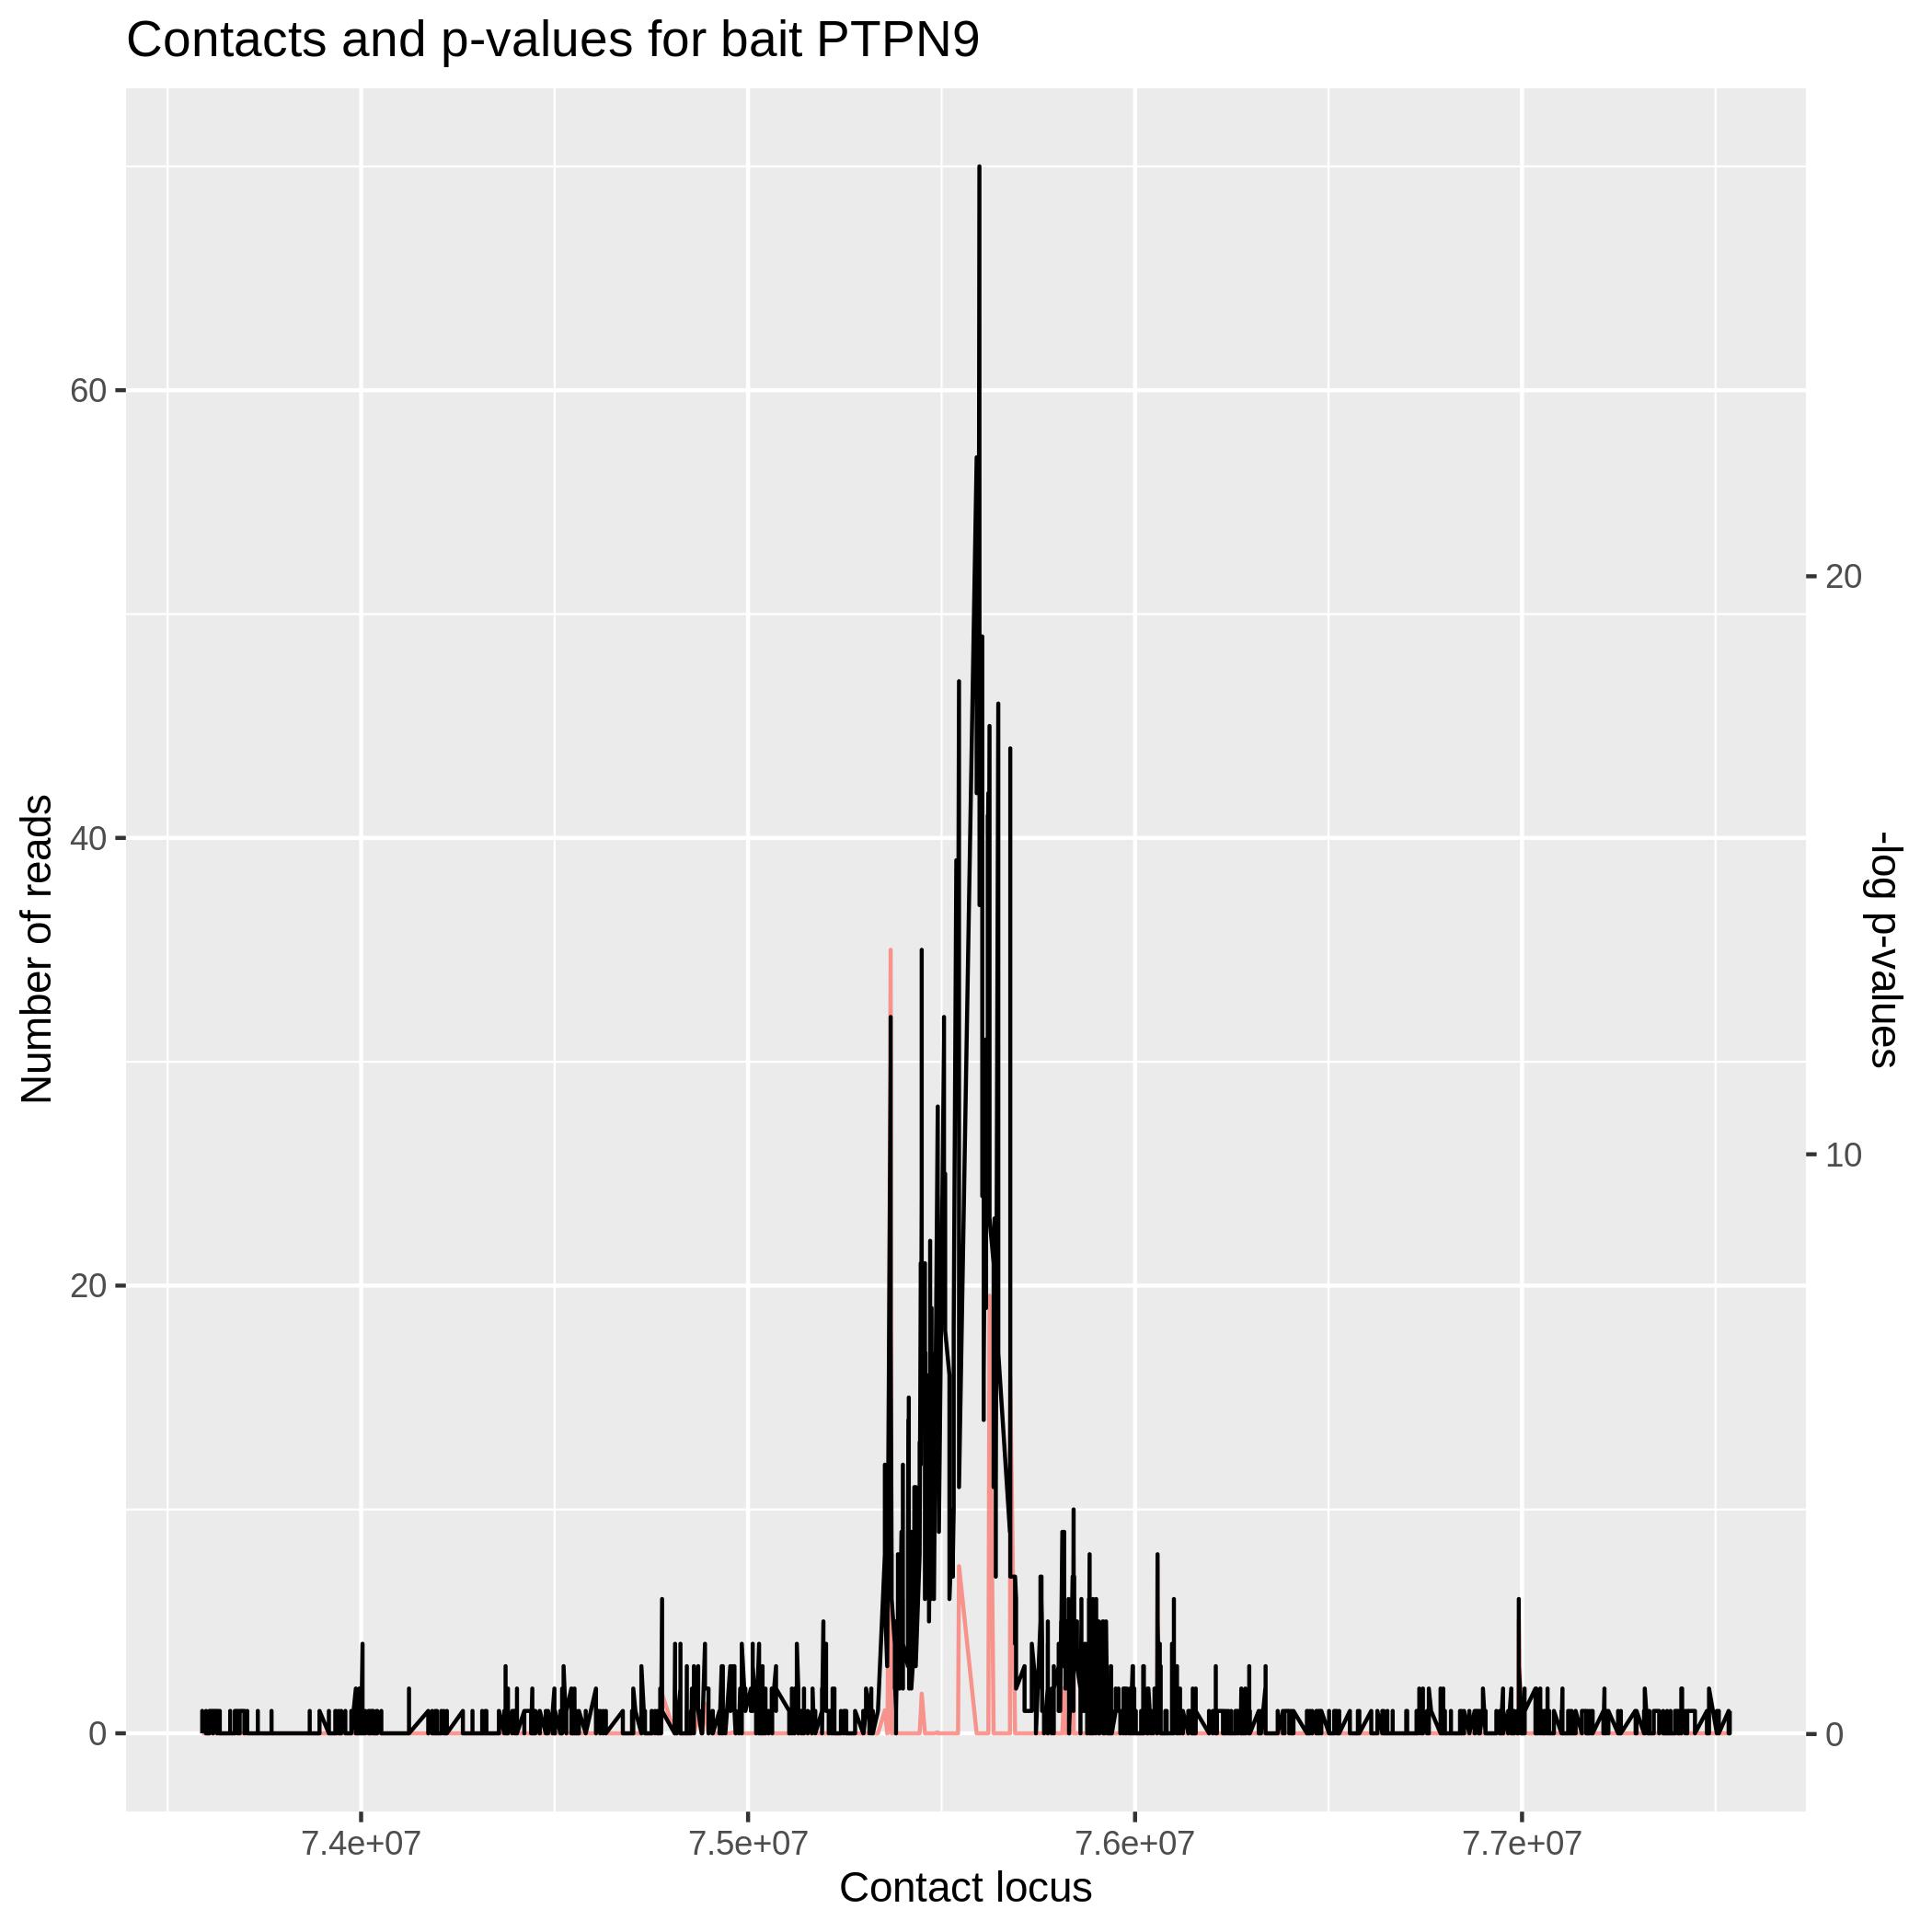 Contacts and p-values for bait PTPN9
60
40
20
0
20
10
0
Number of reads
-log p-values
7.4e+07 7.5e+07 7.6e+07 7.7e+07
Contact locus